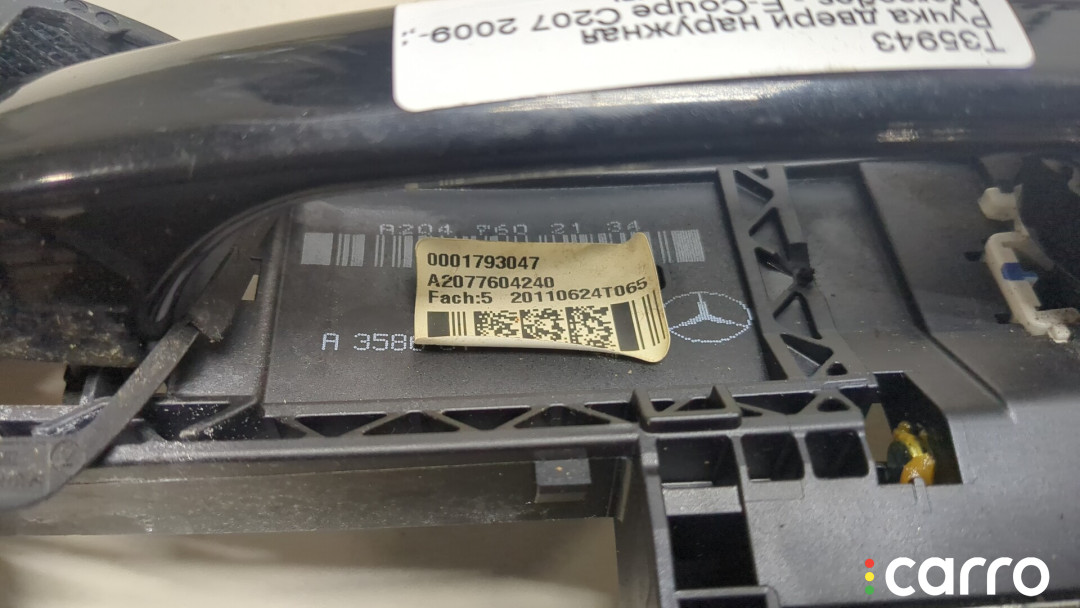 T35943
Ручка двери наружная
Mercedes - E-Coupe C207 2009-..
A204 760 21 34
0001793047
A2077604240
Fach:5 20110624T065
A 358
carro